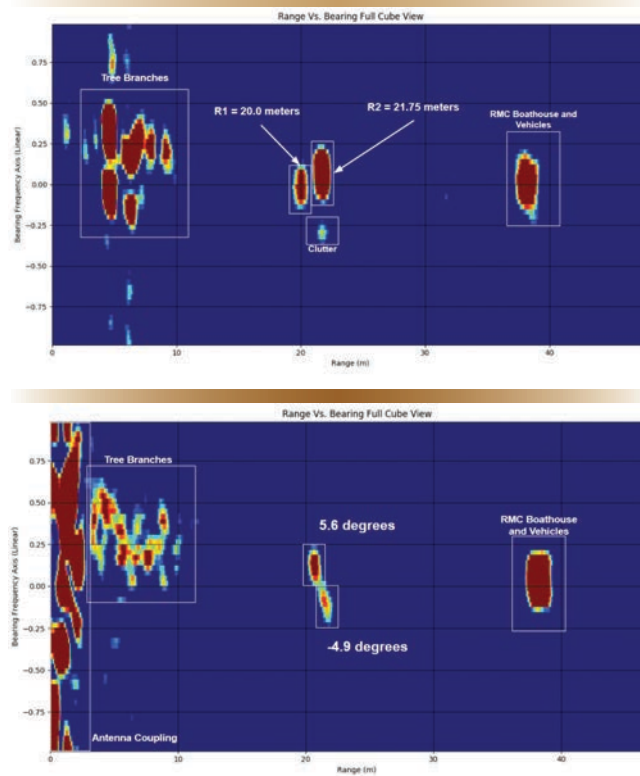 Range Vs. Bearing Full Cube View
0.75
0.50
0.25
0.00
−0.25
−0.50
−0.75
Bearing Frequency Axis (Linear)
Tree Branches
R1 = 20.0 meters
R2 = 21.75 meters
RMC Boathouse and
Vehicles
Clutter
0
10
20
30
40
Range (m)
Range Vs. Bearing Full Cube View
0.75
0.50
0.25
0.00
−0.25
−0.50
−0.75
Bearing Frequency Axis (Linear)
Tree Branches
5.6 degrees
-4.9 degrees
RMC Boathouse
and Vehicles
Antenna Coupling
0
10
20
30
40
Range (m)